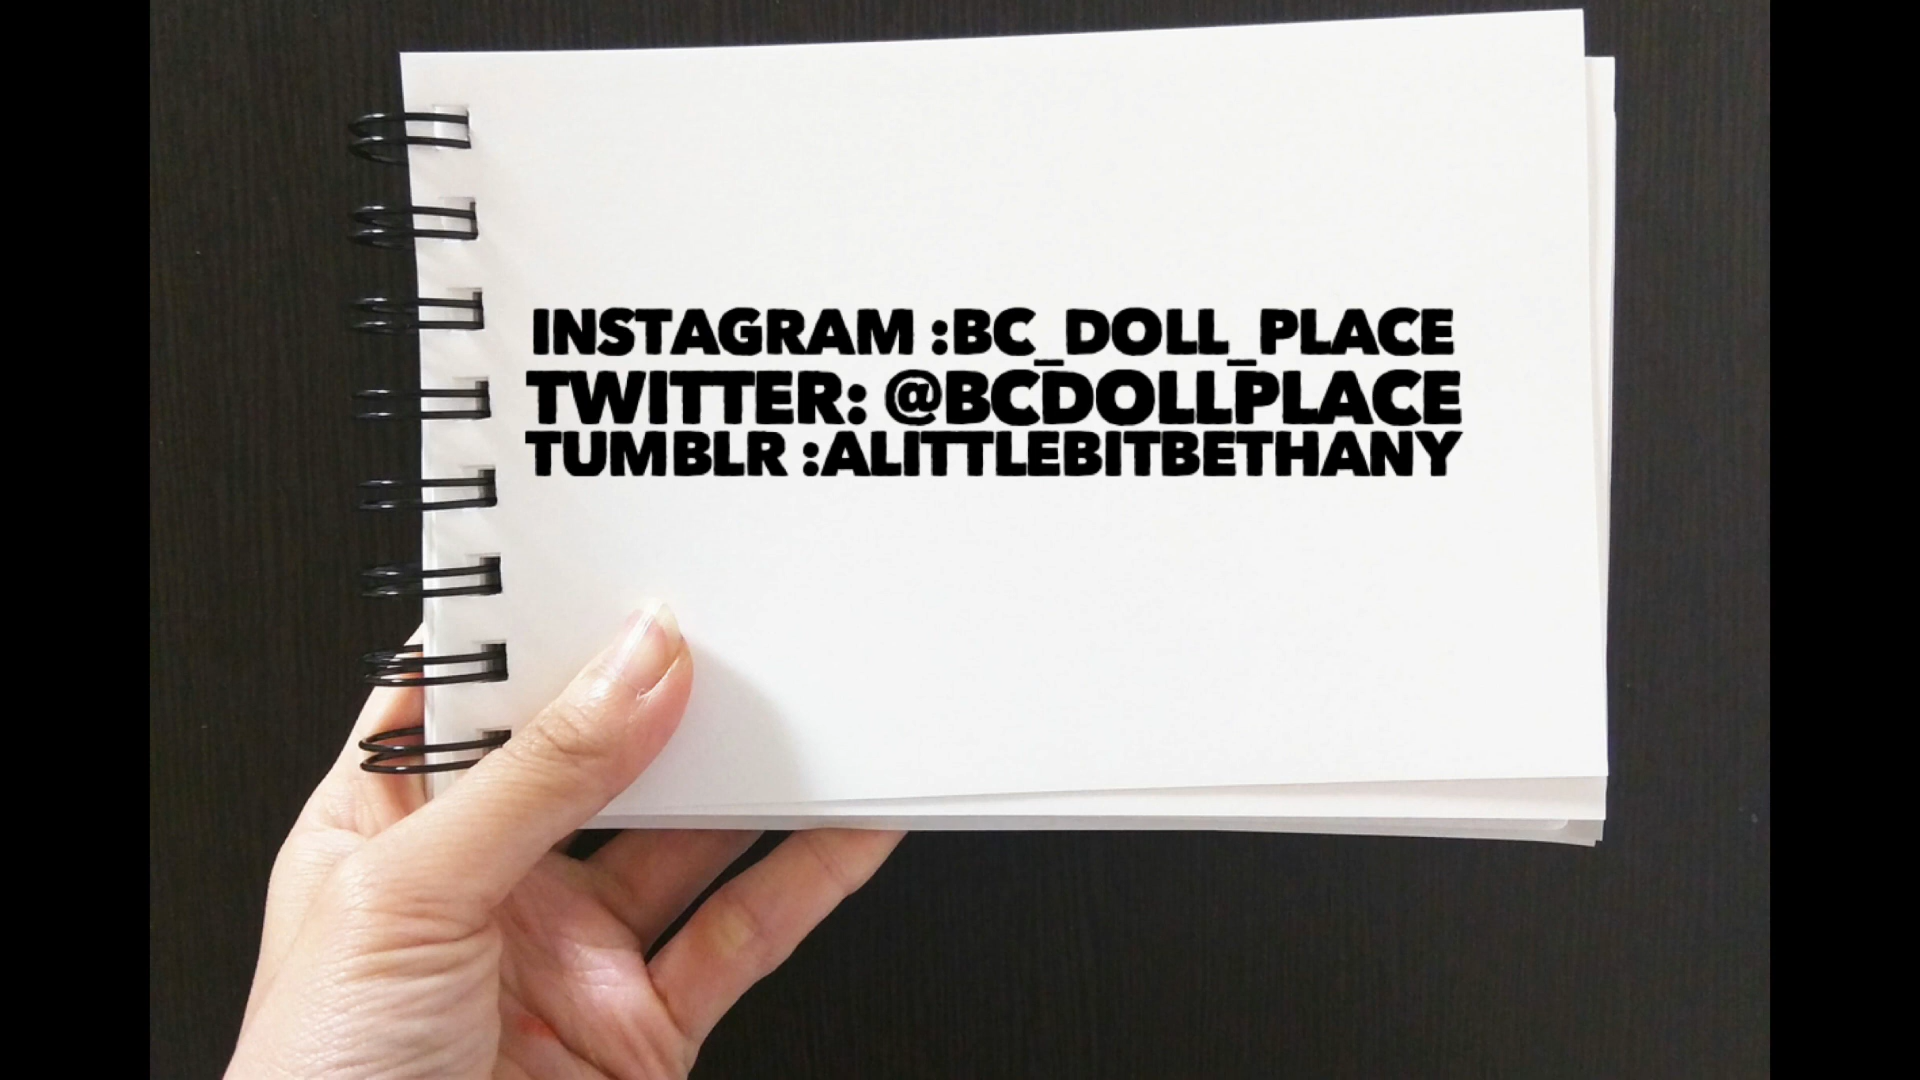 INSTAGRAM :BC_DOLL_PLACE
TWITTER: @BCDOLLPLACE
TUMBLR :ALITTLEBITBETHANY